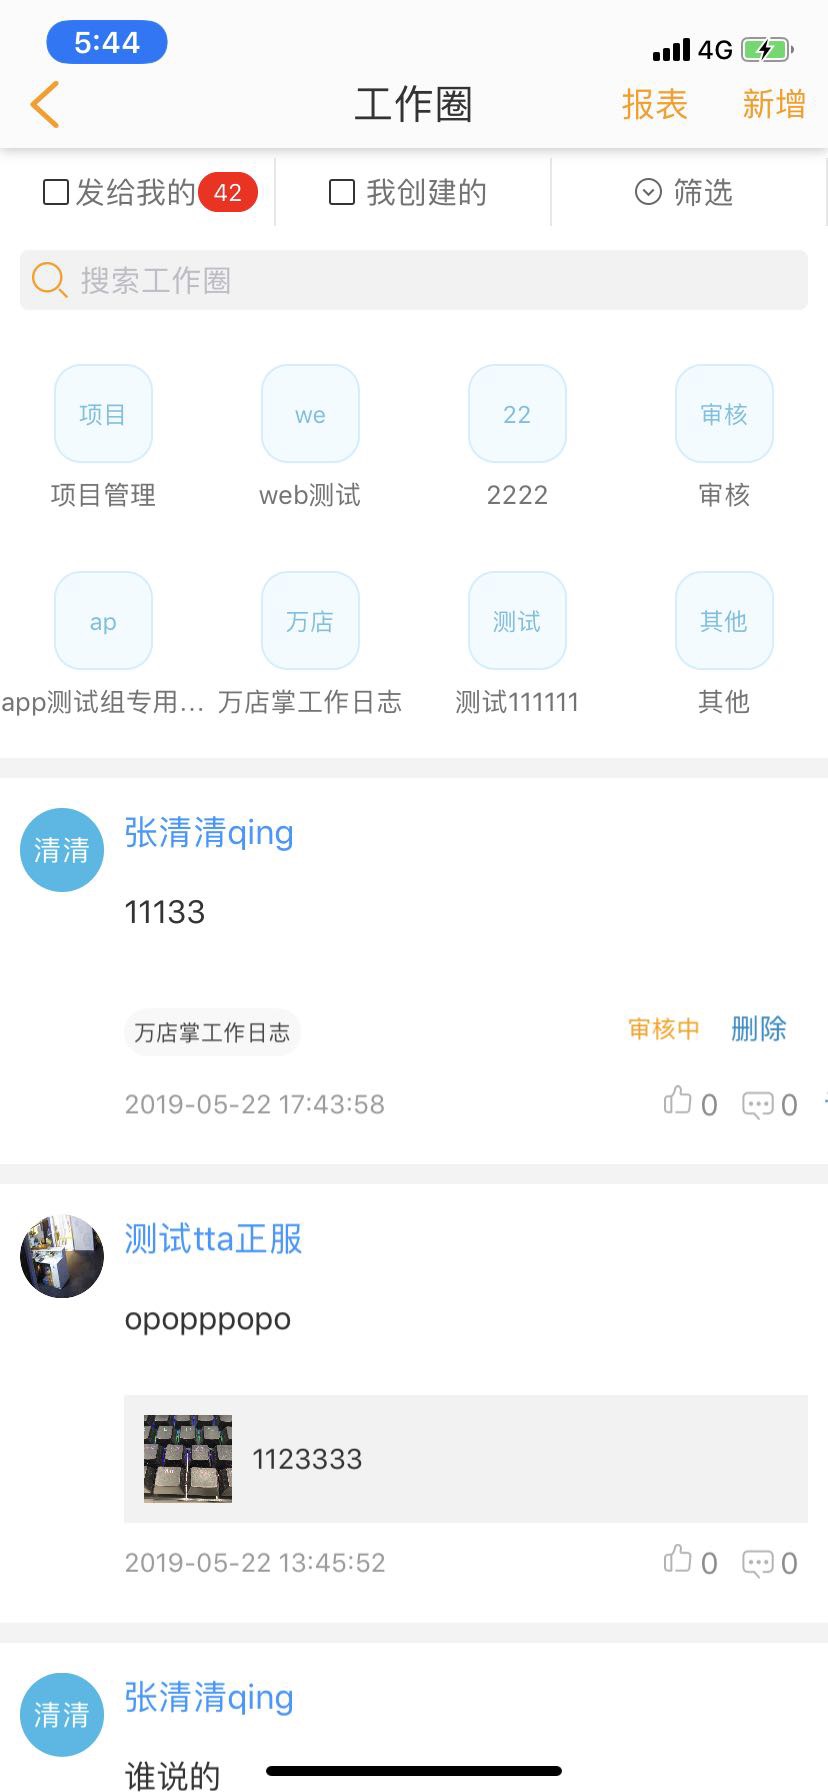 5:44
4G
工作圈
报表
新增
发给我的 42
我创建的
筛选
搜索工作圈
项目
we
22
审核
项目管理
web测试
2222
审核
ap
万店
测试
其他
app测试组专用...
万店掌工作日志
测试111111
其他
清清
张清清qing
11133
万店掌工作日志
审核中
删除
2019-05-22 17:43:58
0
0
测试tta正服
opopppopo
1123333
2019-05-22 13:45:52
0
0
清清
张清清qing
谁说的